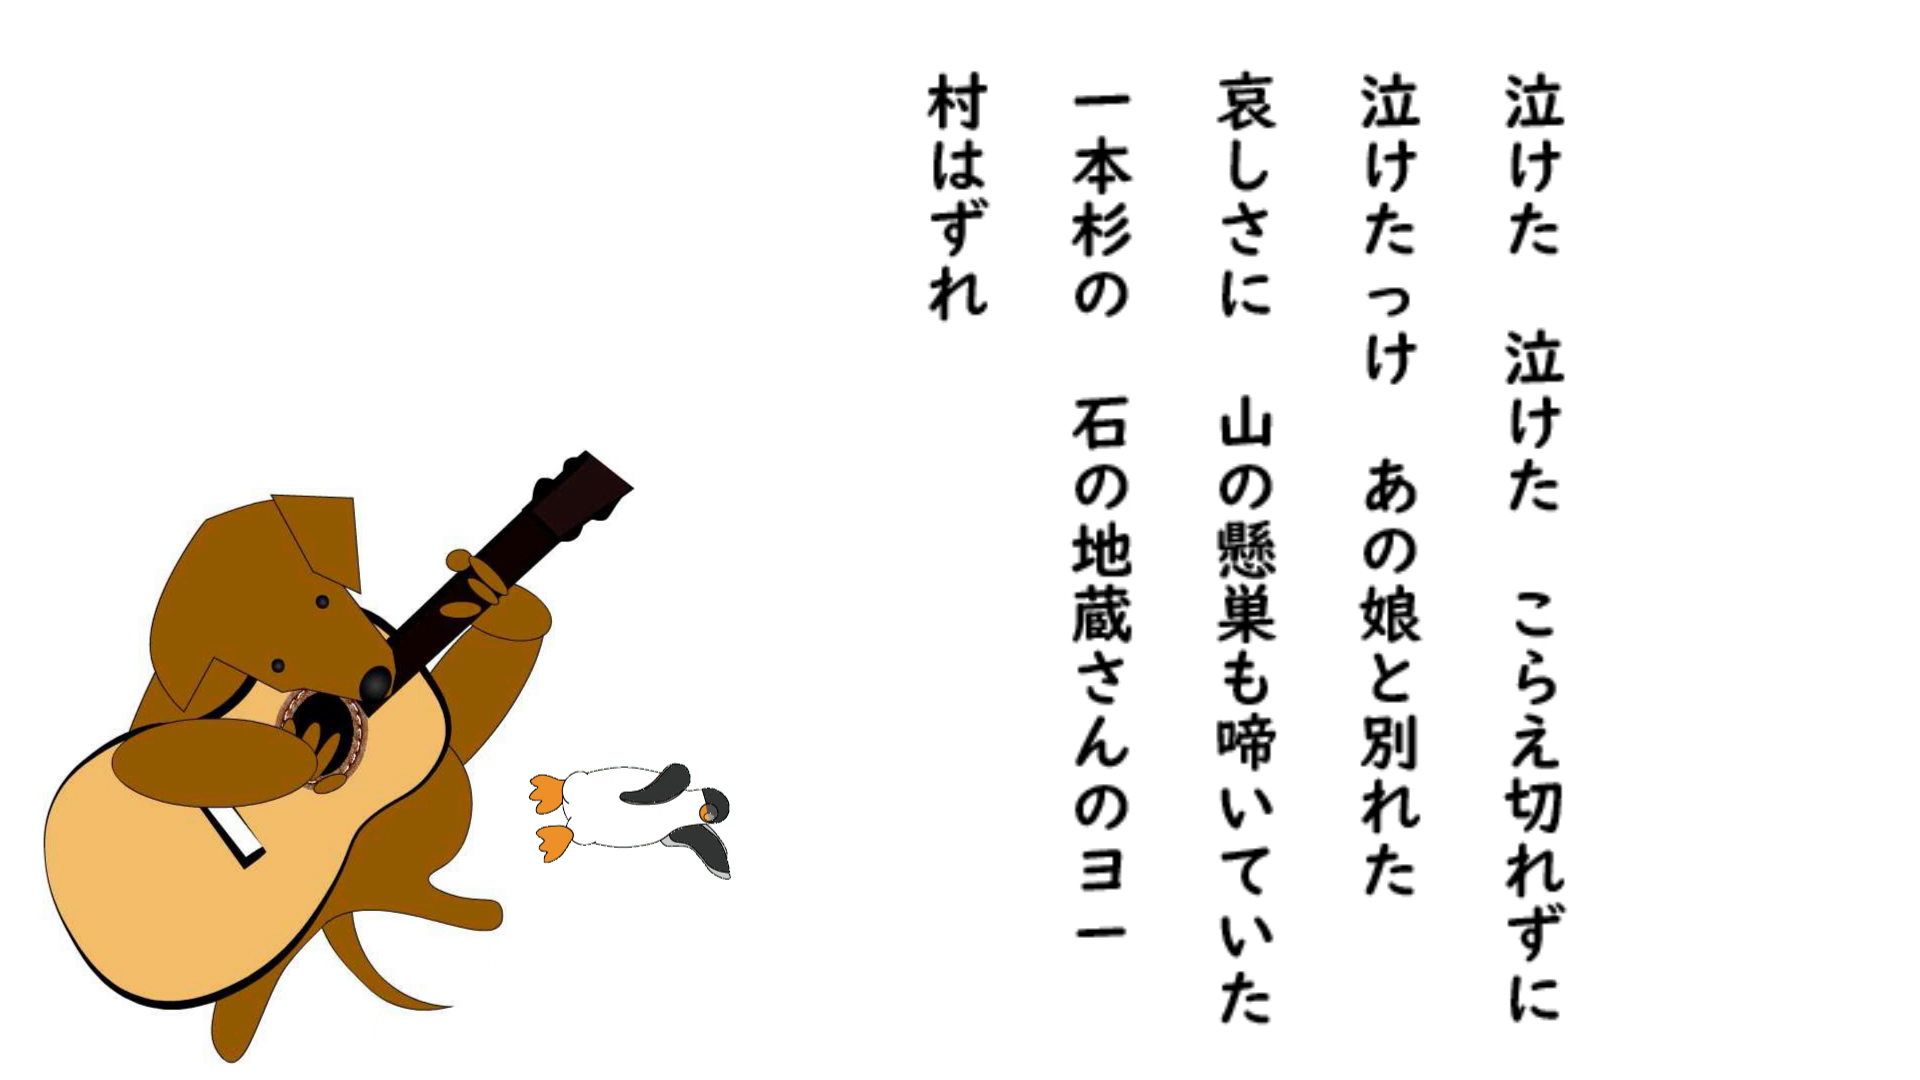 泣けた　泣けた　こらえ切れずに
泣けたっけ　あの娘と別れた
哀しさに　山の懸巣も啼いていた
一本杉の　石の地蔵さんのヨー
村はずれ